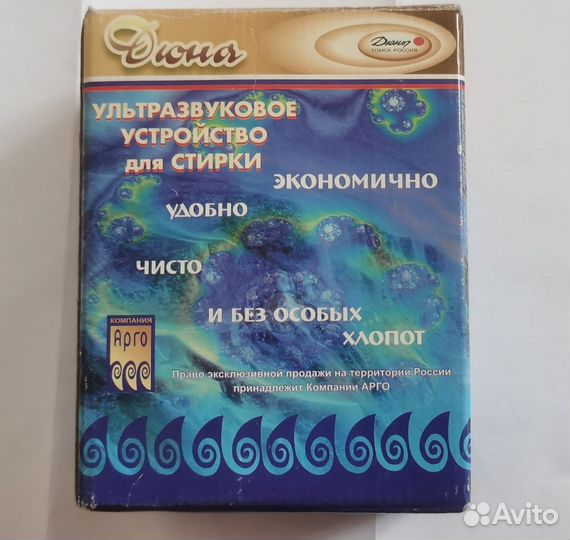 Дюна
Дюны
ТОМСК-РОССИЯ
УЛЬТРАЗВУКОВОЕ
УСТРОЙСТВО
для СТИРКИ
ЭКОНОМИЧНО
УДОБНО
ЧИСТО
И БЕЗ ОСОБЫХ
ХЛОПОТ
КОМПАНИЯ
Арго
Право эксклюзивной продажи на территории России
принадлежит Компании АРГО
Avito